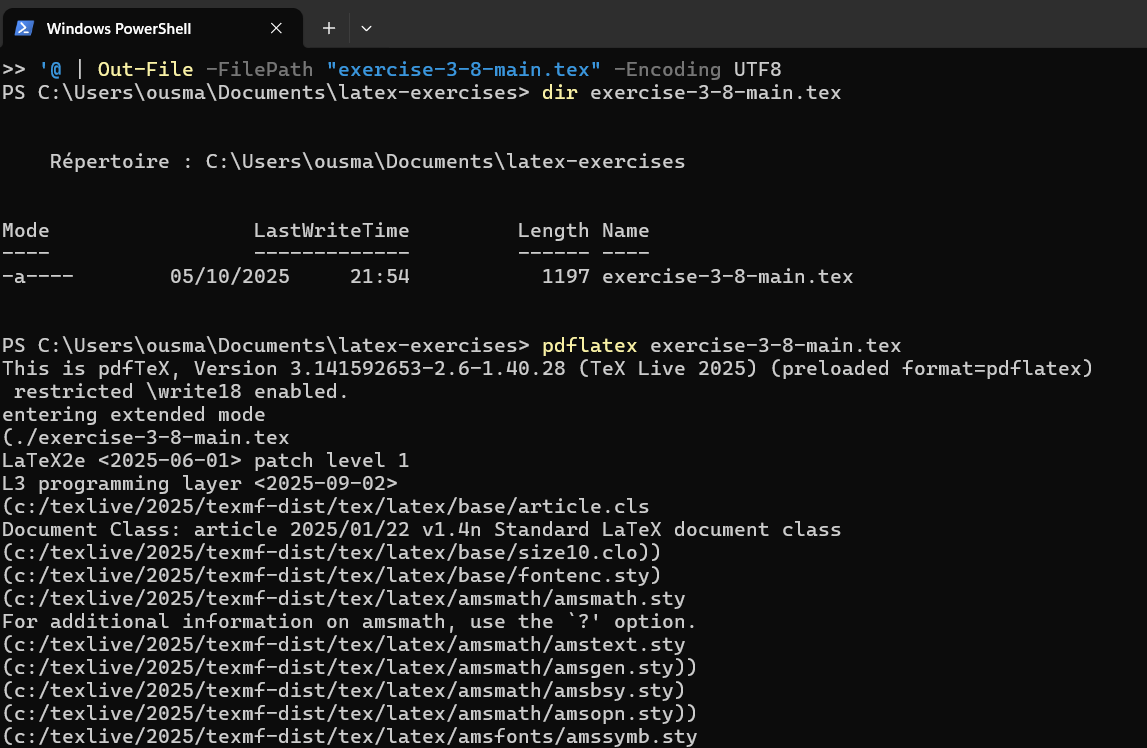 Windows PowerShell
>> '@ | Out-File -FilePath "exercise-3-8-main.tex" -Encoding UTF8
PS C:\Users\ousma\Documents\latex-exercises> dir exercise-3-8-main.tex
Répertoire : C:\Users\ousma\Documents\latex-exercises
Mode LastWriteTime Length Name
---- ------------- ------ ----
-a---- 05/10/2025 21:54 1197 exercise-3-8-main.tex
PS C:\Users\ousma\Documents\latex-exercises> pdflatex exercise-3-8-main.tex
This is pdfTeX, Version 3.141592653-2.6-1.40.28 (TeX Live 2025) (preloaded format=pdflatex)
restricted \write18 enabled.
entering extended mode
(./exercise-3-8-main.tex
LaTeX2e <2025-06-01> patch level 1
L3 programming layer <2025-09-02>
(c:/texlive/2025/texmf-dist/tex/latex/base/article.cls
Document Class: article 2025/01/22 v1.4n Standard LaTeX document class
(c:/texlive/2025/texmf-dist/tex/latex/base/size10.clo))
(c:/texlive/2025/texmf-dist/tex/latex/base/fontenc.sty)
(c:/texlive/2025/texmf-dist/tex/latex/amsmath/amsmath.sty
For additional information on amsmath, use the `?' option.
(c:/texlive/2025/texmf-dist/tex/latex/amsmath/amstext.sty
(c:/texlive/2025/texmf-dist/tex/latex/amsmath/amsgen.sty))
(c:/texlive/2025/texmf-dist/tex/latex/amsmath/amsbsy.sty)
(c:/texlive/2025/texmf-dist/tex/latex/amsmath/amsopn.sty))
(c:/texlive/2025/texmf-dist/tex/latex/amsfonts/amssymb.sty